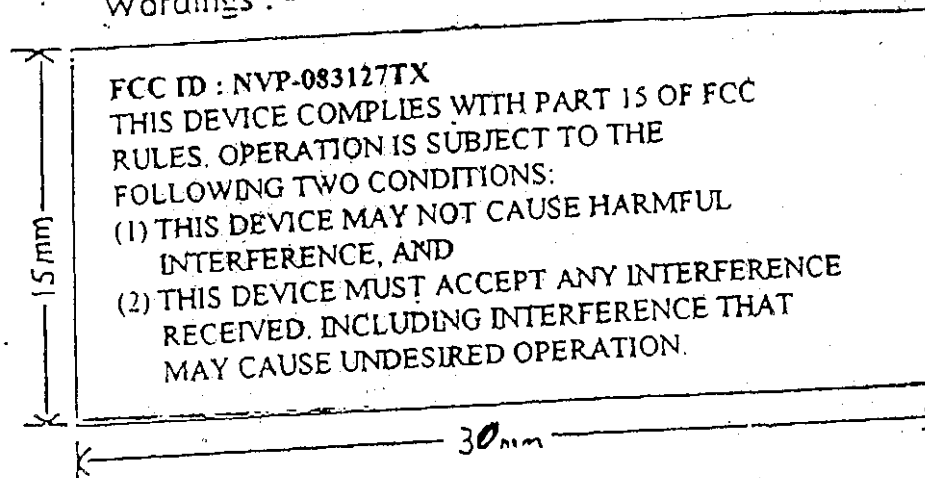 Wordings :
FCC ID : NVP-083127TX
THIS DEVICE COMPLIES WITH PART 15 OF FCC
RULES. OPERATION IS SUBJECT TO THE
FOLLOWING TWO CONDITIONS:
(1) THIS DEVICE MAY NOT CAUSE HARMFUL
INTERFERENCE, AND
(2) THIS DEVICE MUST ACCEPT ANY INTERFERENCE
RECEIVED. INCLUDING INTERFERENCE THAT
MAY CAUSE UNDESIRED OPERATION.
15mm
30mm